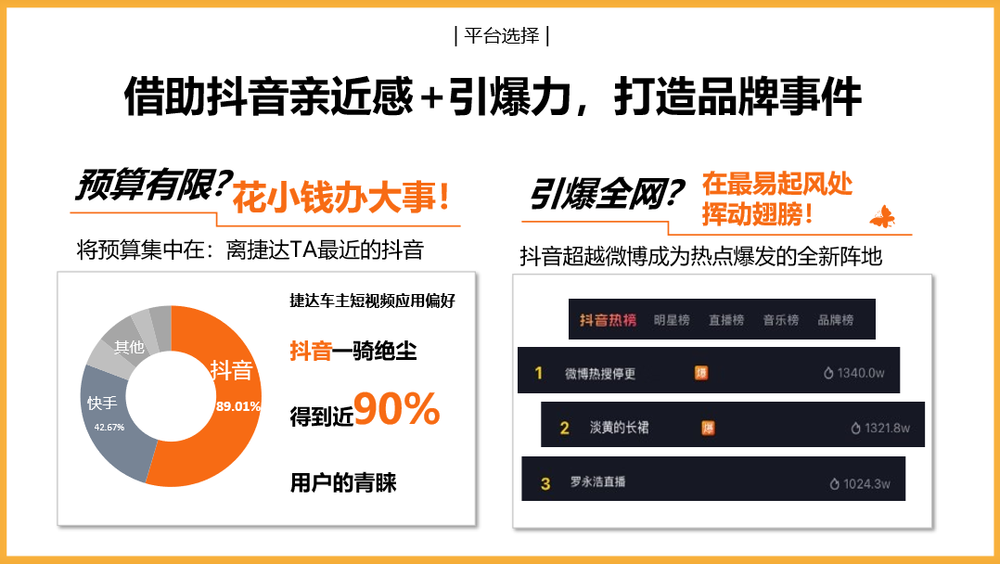 | 平台选择 |
借助抖音亲近感+引爆力，打造品牌事件
预算有限?
花小钱办大事!
将预算集中在：离捷达TA最近的抖音
捷达车主短视频应用偏好
抖音一骑绝尘
得到近90%
用户的青睐
其他
抖音
89.01%
快手
42.67%
引爆全网?
在最易起风处
挥动翅膀!
抖音超越微博成为热点爆发的全新阵地
抖音热榜 明星榜 直播榜 音乐榜 品牌榜
1 微博热搜停更 爆 1340.0w
2 淡黄的长裙 爆 1321.8w
3 罗永浩直播 1024.3w